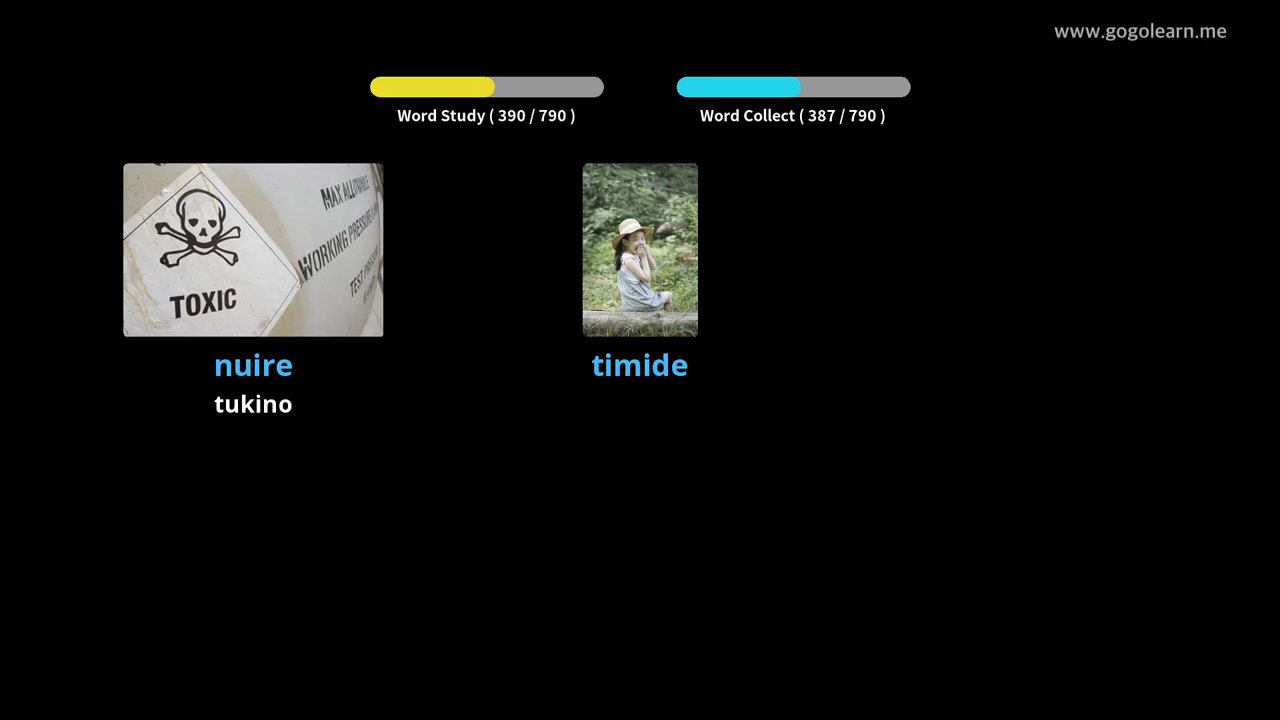 www.gogolearn.me
Word Study ( 390 / 790 )
Word Collect ( 387 / 790 )
MAX ALLOWABLE
WORKING PRESSURE
TEST PRESSURE
TOXIC
nuire
timide
tukino